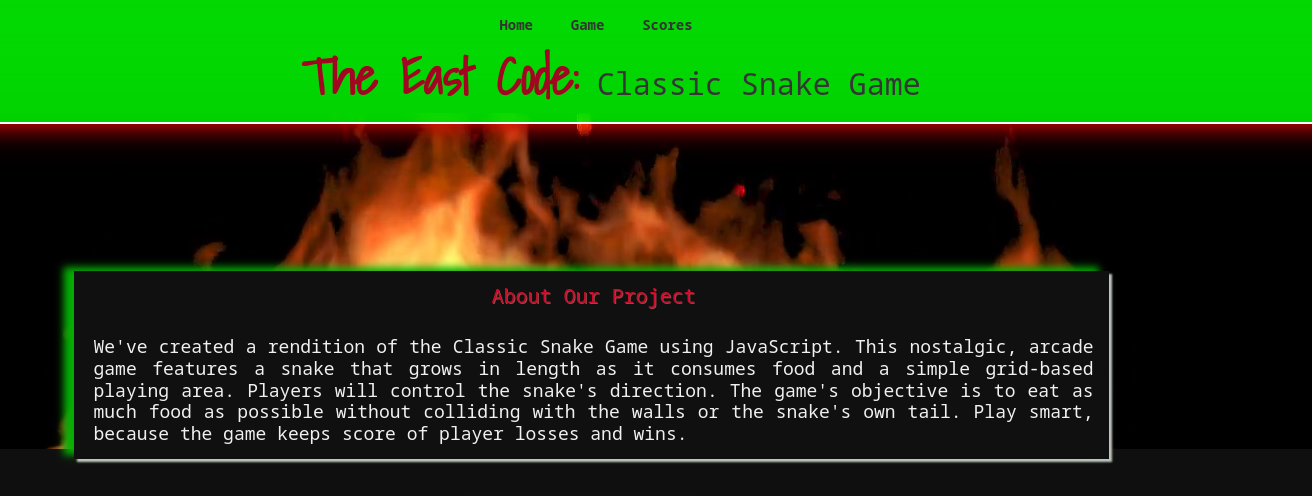 Home Game Scores
The East Code: Classic Snake Game
About Our Project
We've created a rendition of the Classic Snake Game using JavaScript. This nostalgic, arcade
game features a snake that grows in length as it consumes food and a simple grid-based
playing area. Players will control the snake's direction. The game's objective is to eat as
much food as possible without colliding with the walls or the snake's own tail. Play smart,
because the game keeps score of player losses and wins.